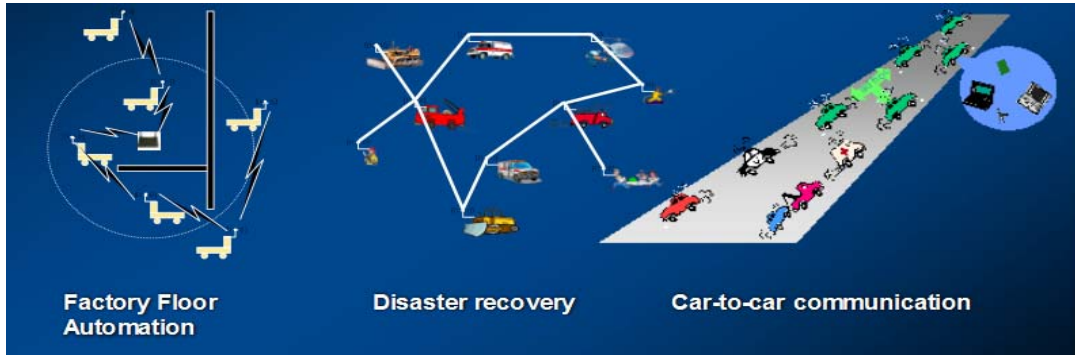 Factory Floor
Automation
Disaster recovery
Car-to-car communication